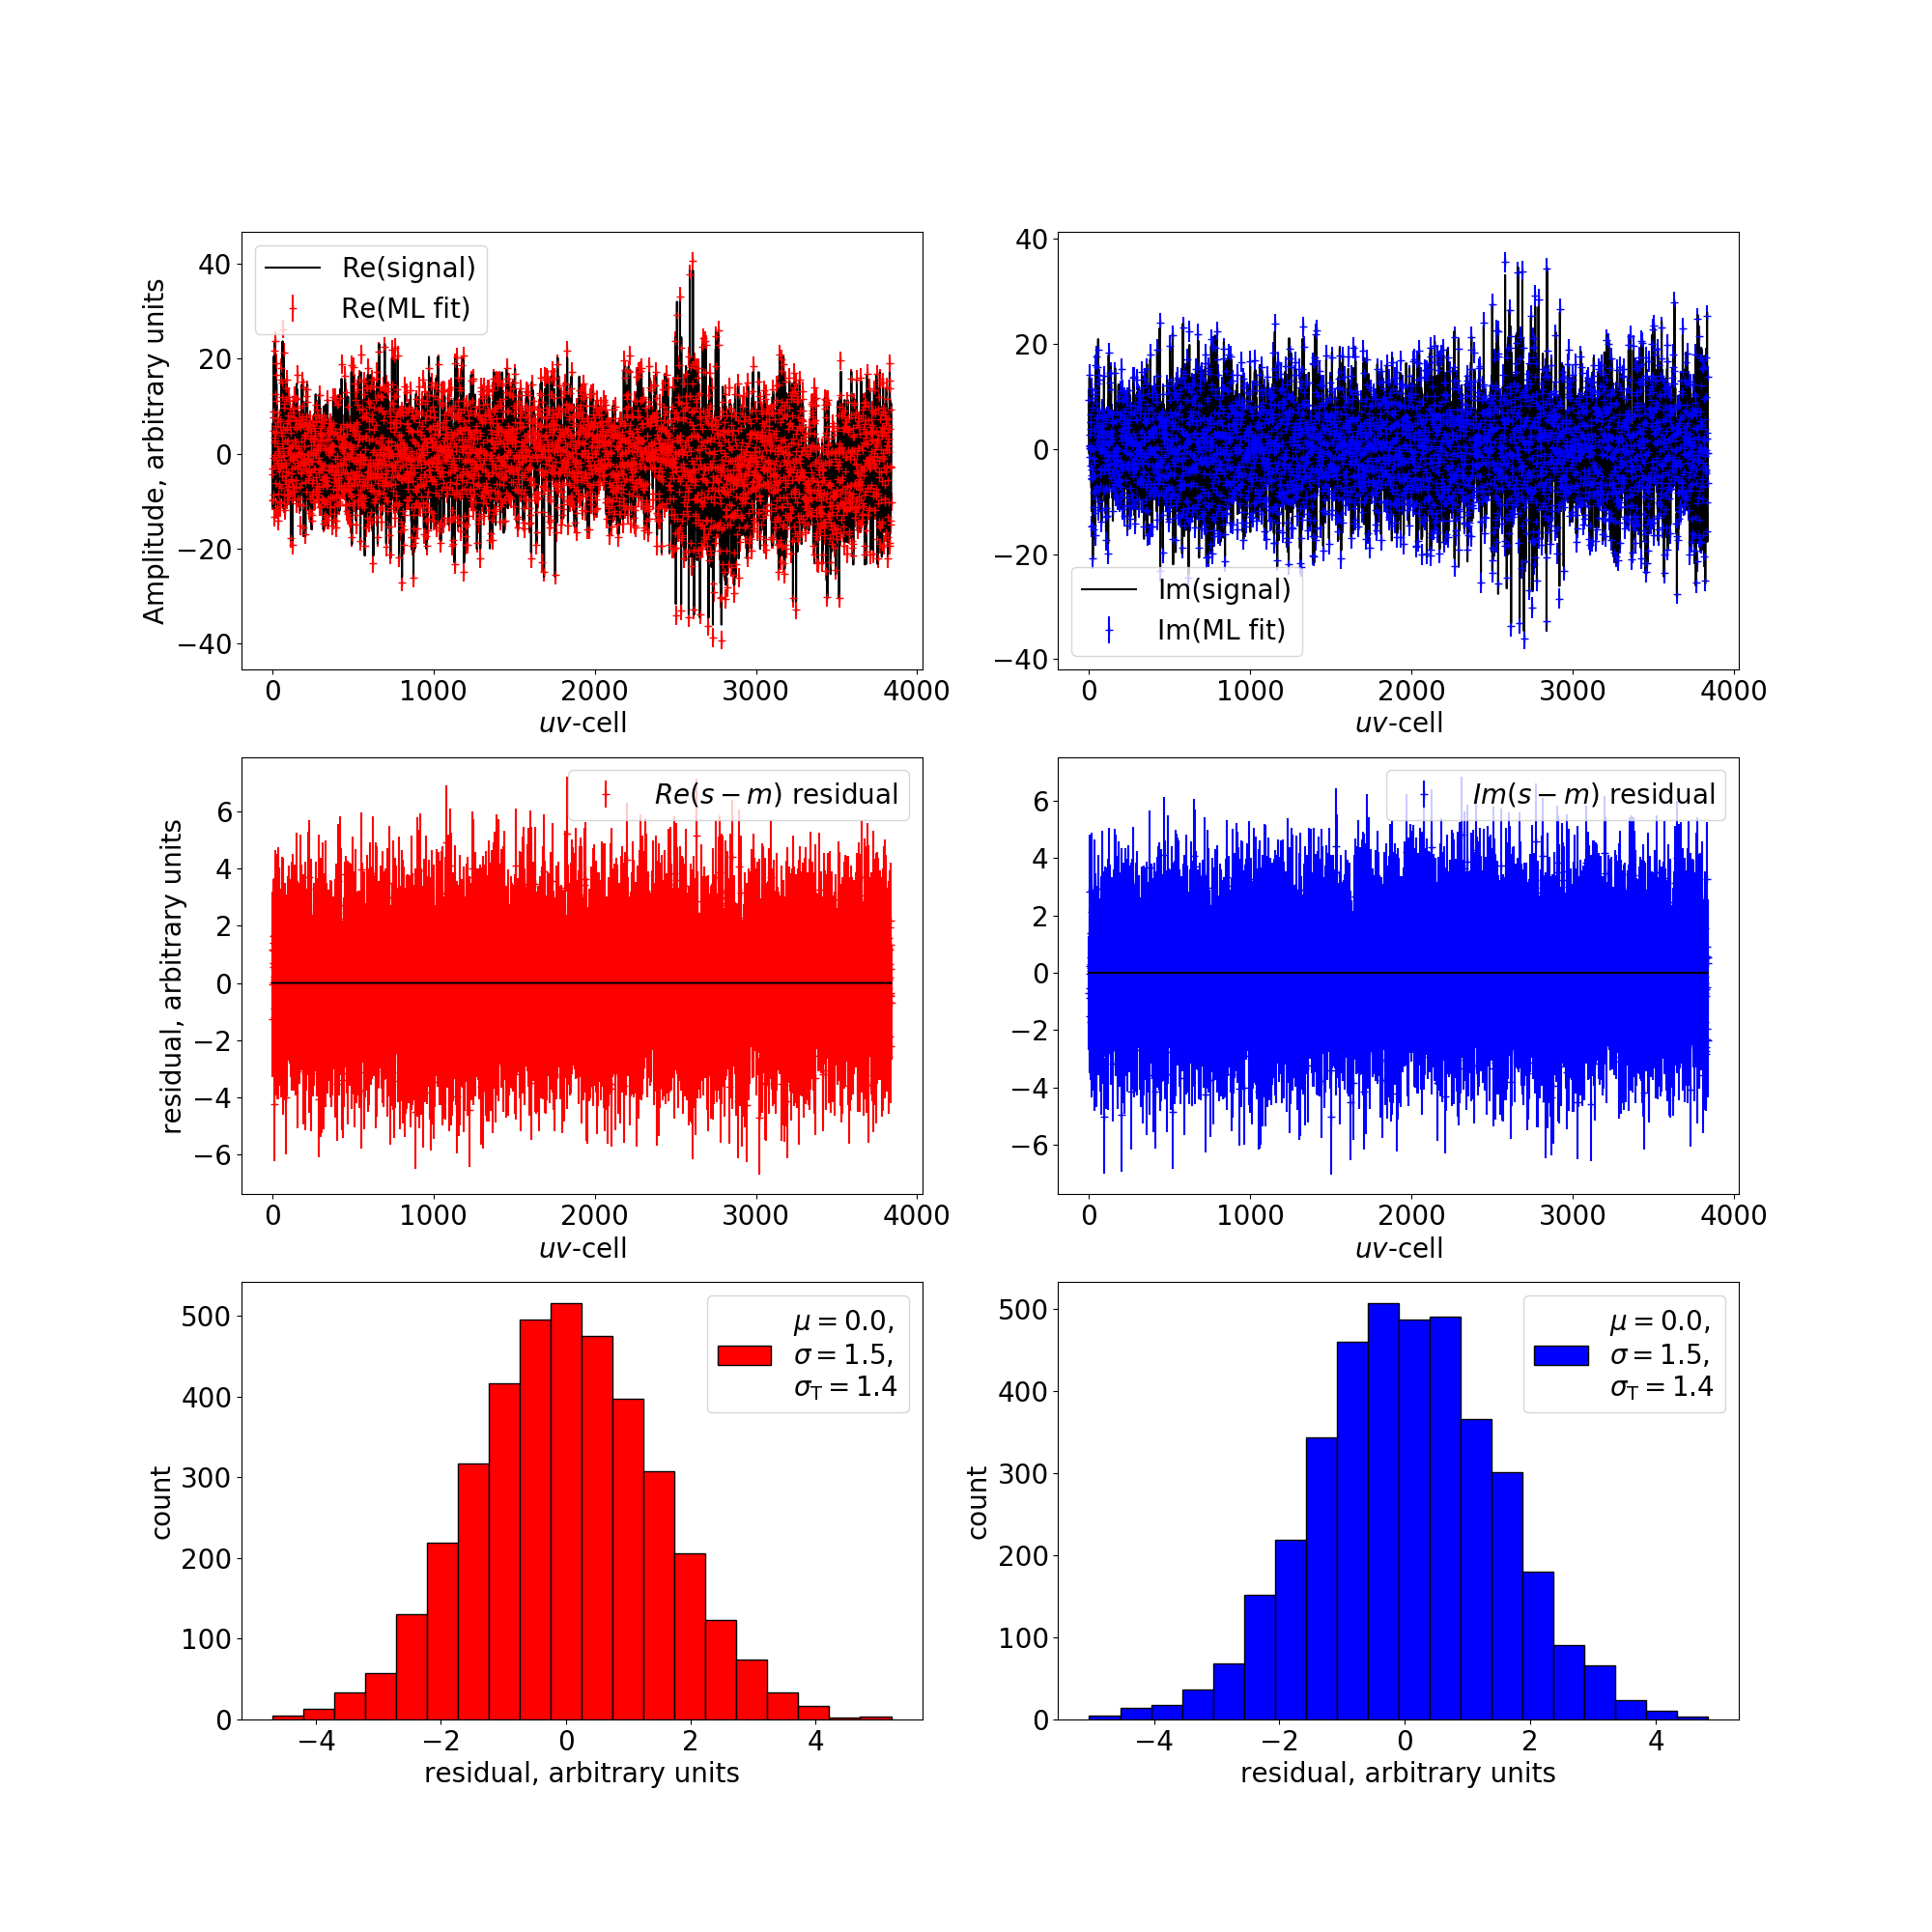 Amplitude, arbitrary units
40
20
0
−20
−40
Re(signal)
Re(ML fit)
0 1000 2000 3000 4000
uv-cell
40
20
0
−20
−40
Im(signal)
Im(ML fit)
0 1000 2000 3000 4000
uv-cell
residual, arbitrary units
6
4
2
0
−2
−4
−6
Re(s − m) residual
0 1000 2000 3000 4000
uv-cell
6
4
2
0
−2
−4
−6
Im(s − m) residual
0 1000 2000 3000 4000
uv-cell
count
500
400
300
200
100
0
μ = 0.0,
σ = 1.5,
σ_T = 1.4
−4 −2 0 2 4
residual, arbitrary units
count
500
400
300
200
100
0
μ = 0.0,
σ = 1.5,
σ_T = 1.4
−4 −2 0 2 4
residual, arbitrary units